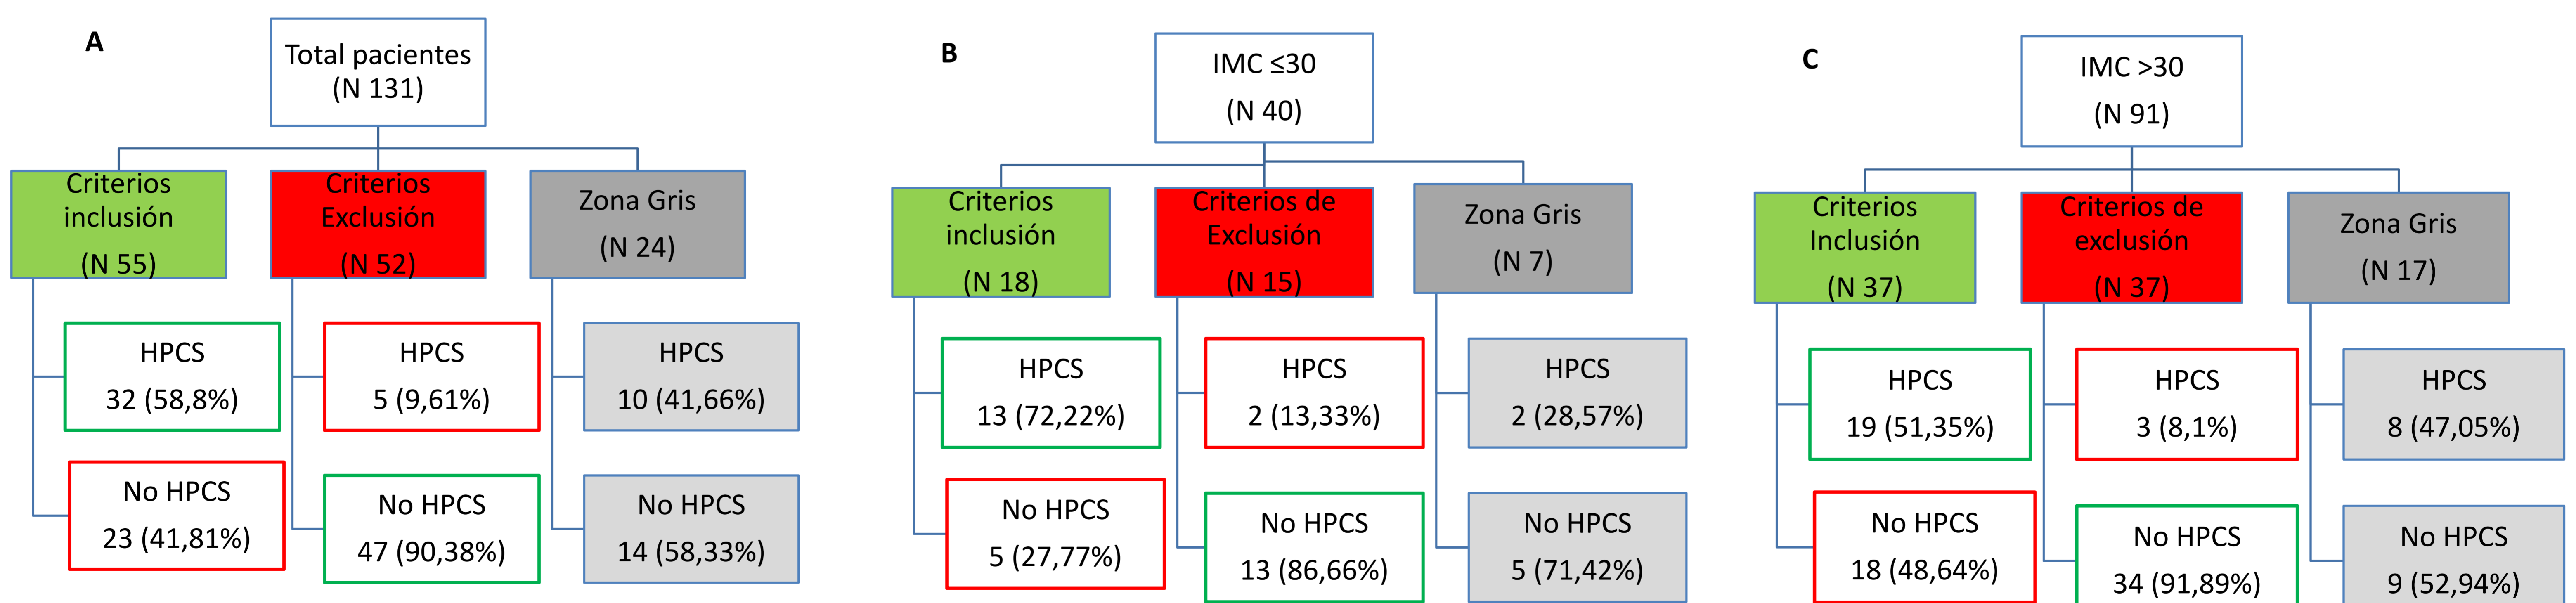 A
Total pacientes
(N 131)
Criterios
inclusión
(N 55)
HPCS
32 (58,8%)
No HPCS
23 (41,81%)
Criterios
Exclusión
(N 52)
HPCS
5 (9,61%)
No HPCS
47 (90,38%)
Zona Gris
(N 24)
HPCS
10 (41,66%)
No HPCS
14 (58,33%)
B
IMC ≤30
(N 40)
Criterios
inclusión
(N 18)
HPCS
13 (72,22%)
No HPCS
5 (27,77%)
Criterios de
Exclusión
(N 15)
HPCS
2 (13,33%)
No HPCS
13 (86,66%)
Zona Gris
(N 7)
HPCS
2 (28,57%)
No HPCS
5 (71,42%)
C
IMC >30
(N 91)
Criterios
Inclusión
(N 37)
HPCS
19 (51,35%)
No HPCS
18 (48,64%)
Criterios de
exclusión
(N 37)
HPCS
3 (8,1%)
No HPCS
34 (91,89%)
Zona Gris
(N 17)
HPCS
8 (47,05%)
No HPCS
9 (52,94%)